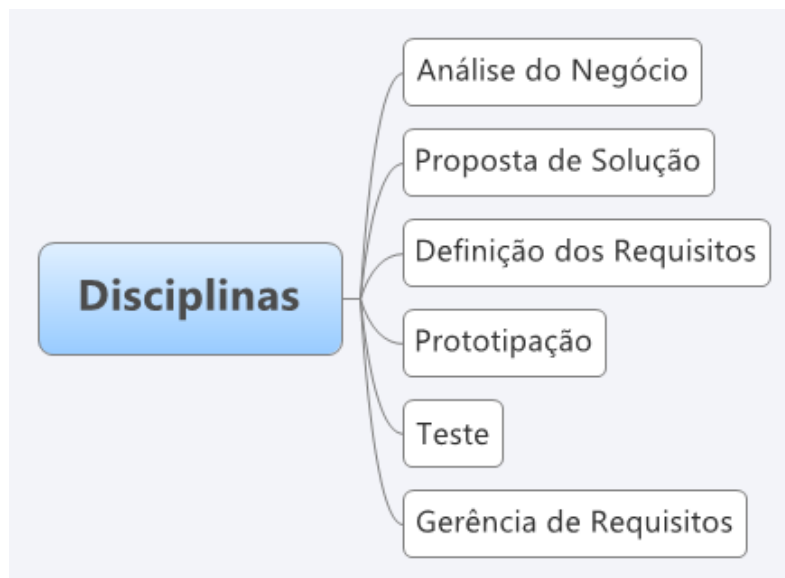 Disciplinas
Análise do Negócio
Proposta de Solução
Definição dos Requisitos
Prototipação
Teste
Gerência de Requisitos